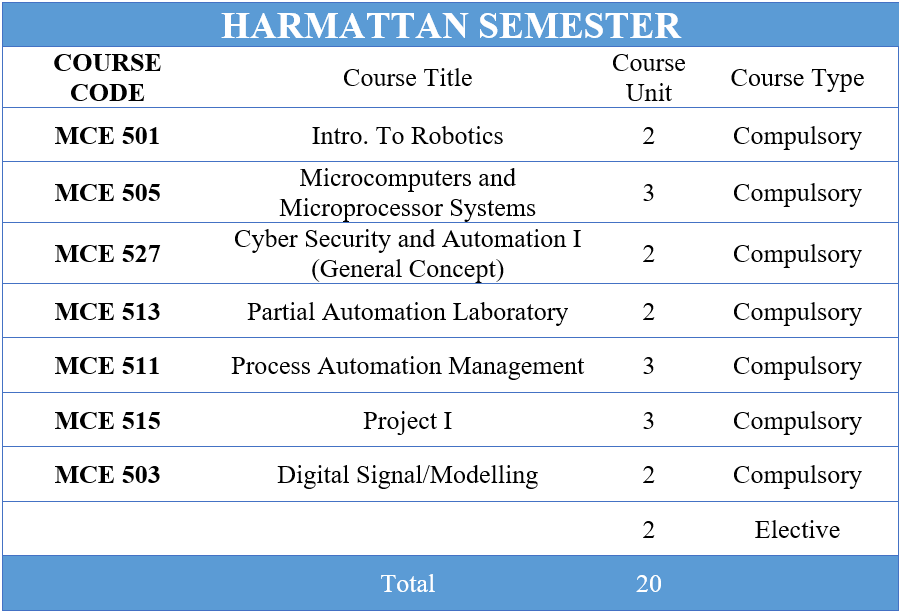 HARMATTAN SEMESTER
COURSE CODE Course Title Course Unit Course Type
MCE 501 Intro. To Robotics 2 Compulsory
MCE 505 Microcomputers and Microprocessor Systems 3 Compulsory
MCE 527 Cyber Security and Automation I (General Concept) 2 Compulsory
MCE 513 Partial Automation Laboratory 2 Compulsory
MCE 511 Process Automation Management 3 Compulsory
MCE 515 Project I 3 Compulsory
MCE 503 Digital Signal/Modelling 2 Compulsory
2 Elective
Total 20